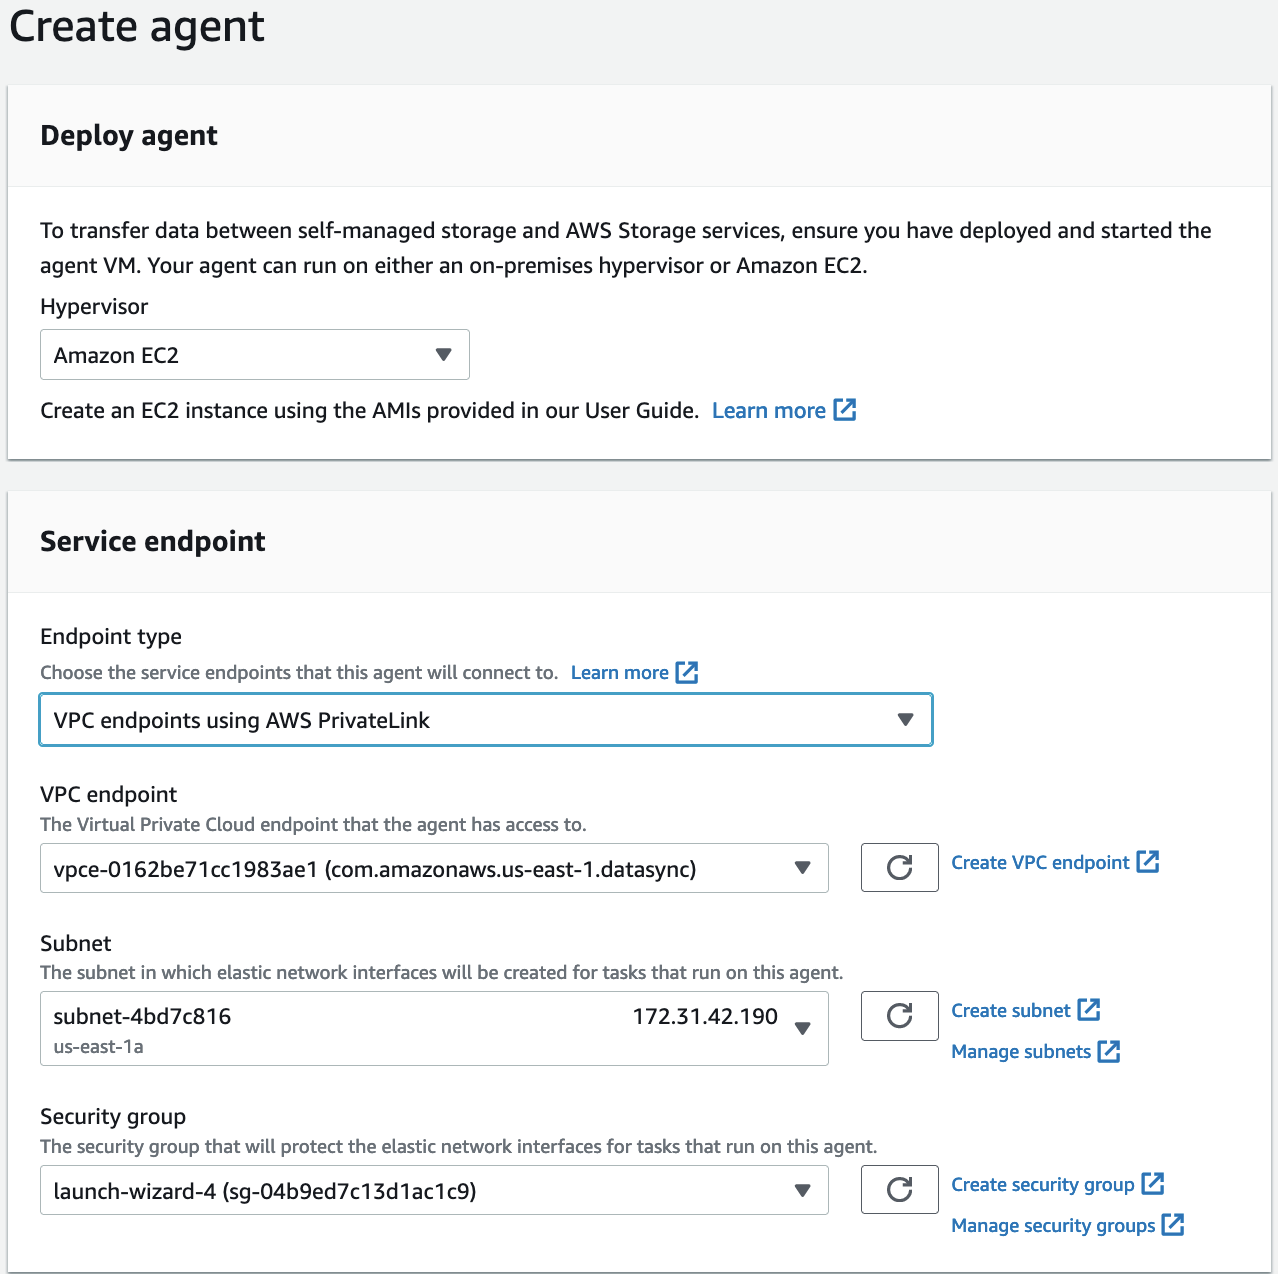 Create agent
Deploy agent
To transfer data between self-managed storage and AWS Storage services, ensure you have deployed and started the
agent VM. Your agent can run on either an on-premises hypervisor or Amazon EC2.
Hypervisor
Amazon EC2
Create an EC2 instance using the AMIs provided in our User Guide. Learn more
Service endpoint
Endpoint type
Choose the service endpoints that this agent will connect to. Learn more
VPC endpoints using AWS PrivateLink
VPC endpoint
The Virtual Private Cloud endpoint that the agent has access to.
vpce-0162be71cc1983ae1 (com.amazonaws.us-east-1.datasync)
Create VPC endpoint
Subnet
The subnet in which elastic network interfaces will be created for tasks that run on this agent.
subnet-4bd7c816 172.31.42.190
us-east-1a
Create subnet
Manage subnets
Security group
The security group that will protect the elastic network interfaces for tasks that run on this agent.
launch-wizard-4 (sg-04b9ed7c13d1ac1c9)
Create security group
Manage security groups